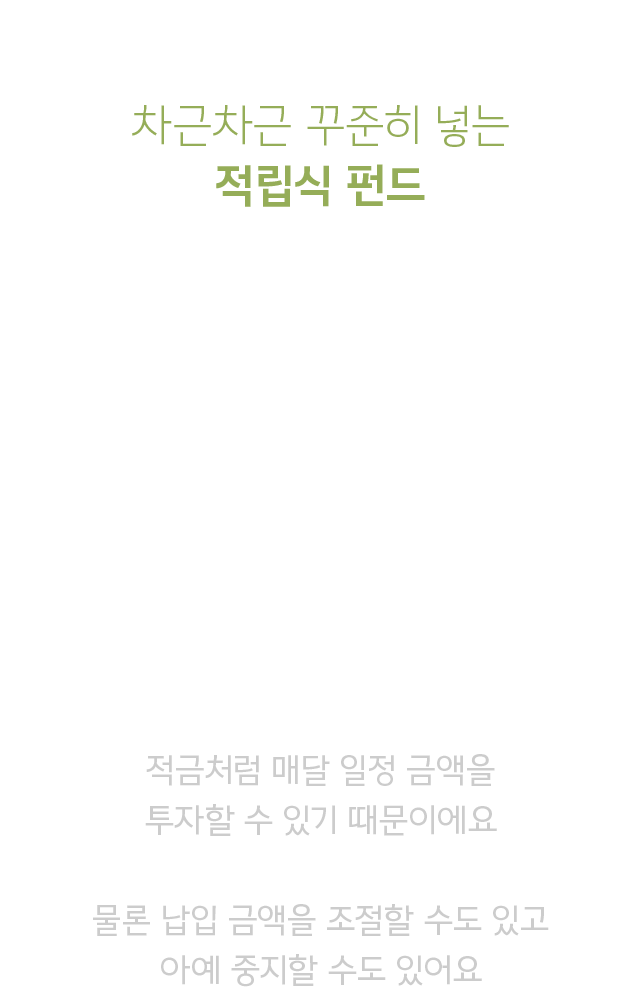 차근차근 꾸준히 넣는
적립식 펀드
적금처럼 매달 일정 금액을
투자할 수 있기 때문이에요
물론 납입 금액을 조절할 수도 있고
아예 중지할 수도 있어요